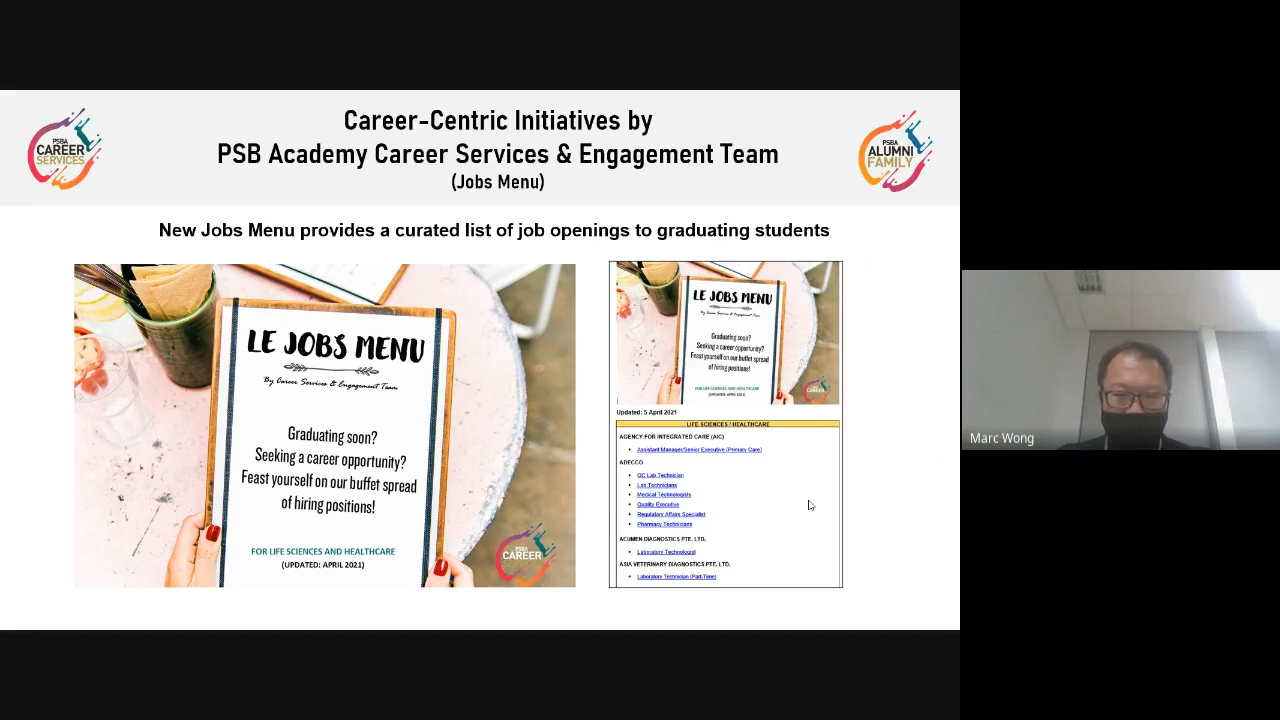 PSBA
CAREER
SERVICES
Career-Centric Initiatives by
PSB Academy Career Services & Engagement Team
(Jobs Menu)
PSBA
ALUMNI
FAMILY
New Jobs Menu provides a curated list of job openings to graduating students
LE JOBS MENU
By Career Services & Engagement Team
Graduating soon?
Seeking a career opportunity?
Feast yourself on our buffet spread
of hiring positions!
FOR LIFE SCIENCES AND HEALTHCARE
(UPDATED: APRIL 2021)
PSBA
CAREER
SERVICES
LE JOBS MENU
By Career Services & Engagement Team
Graduating soon?
Seeking a career opportunity?
Feast yourself on our buffet spread
of hiring positions!
FOR LIFE SCIENCES AND HEALTHCARE
(UPDATED: APRIL 2021)
CAREER
Updated: 5 April 2021
LIFE SCIENCES / HEALTHCARE
AGENCY FOR INTEGRATED CARE (AIC)
• Assistant Manager/Senior Executive (Primary Care)
ADECCO
• QC Lab Technician
• Lab Technicians
• Medical Technologists
• Quality Executive
• Regulatory Affairs Specialist
• Pharmacy Technicians
ACUMEN DIAGNOSTICS PTE. LTD.
• Laboratory Technologist
ASIA VETERINARY DIAGNOSTICS PTE. LTD.
• Laboratory Technician (Part-Time)
Marc Wong